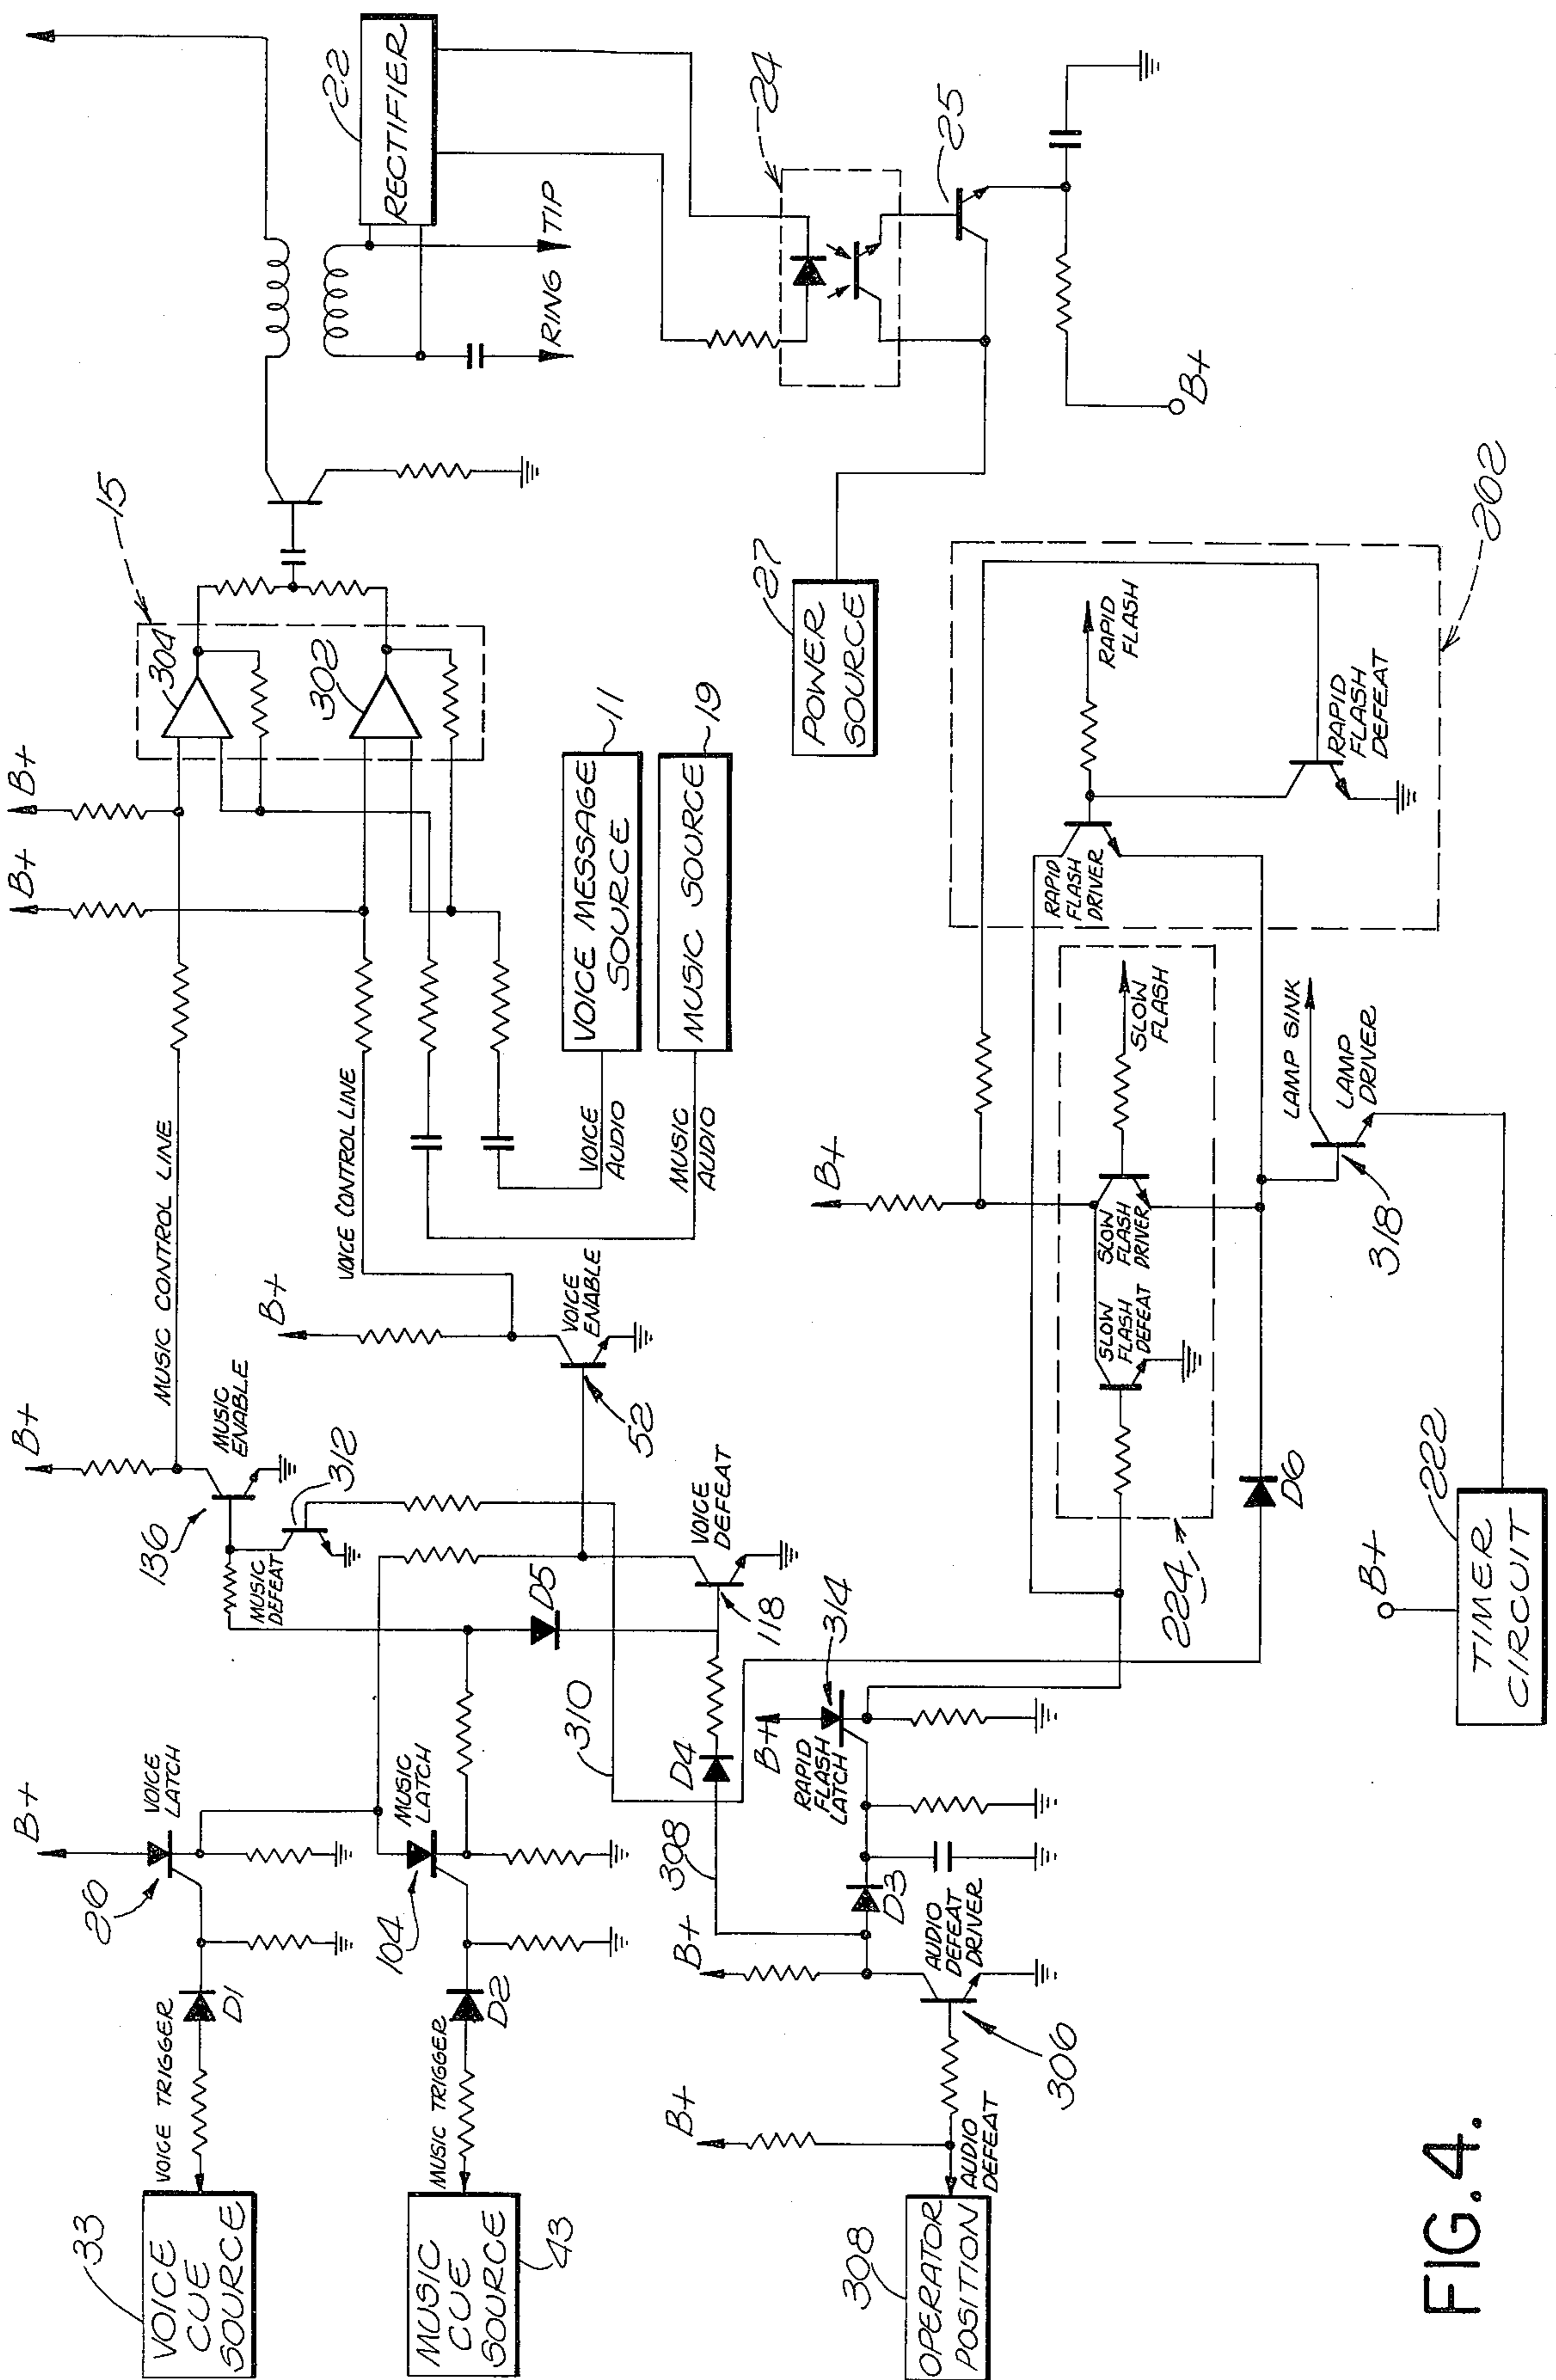 33
VOICE
CUE
SOURCE
VOICE TRIGGER
D1
26
B+
VOICE
LATCH
MUSIC
CUE
SOURCE
43
MUSIC TRIGGER
D2
104
MUSIC
LATCH
B+
136
MUSIC
ENABLE
MUSIC
DEFEAT
312
D5
310
MUSIC CONTROL LINE
B+
VOICE
ENABLE
52
VOICE
DEFEAT
118
VOICE CONTROL LINE
B+
B+
15
304
302
VOICE
AUDIO
VOICE MESSAGE
SOURCE
11
MUSIC
AUDIO
MUSIC SOURCE
19
22
RECTIFIER
RING
TIP
24
25
B+
27
POWER
SOURCE
308
OPERATOR
POSITION
AUDIO
DEFEAT
B+
306
B+
AUDIO
DEFEAT
DRIVER
308
D3
D4
B+
RAPID
FLASH
LATCH
314
224
SLOW
FLASH
DEFEAT
SLOW
FLASH
DRIVER
SLOW
FLASH
B+
RAPID
FLASH
DRIVER
RAPID
FLASH
RAPID
FLASH
DEFEAT
202
D6
LAMP SINK
LAMP
DRIVER
318
B+
TIMER
CIRCUIT
222
FIG. 4.